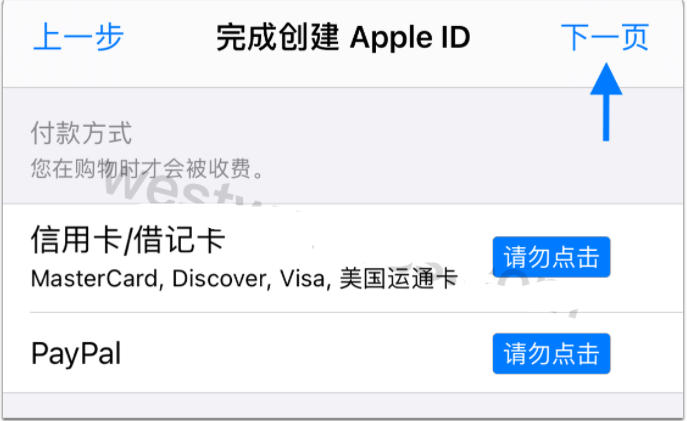 上一步 完成创建 Apple ID 下一页
付款方式
您在购物时才会被收费。
信用卡/借记卡 请勿点击
MasterCard, Discover, Visa, 美国运通卡
PayPal 请勿点击